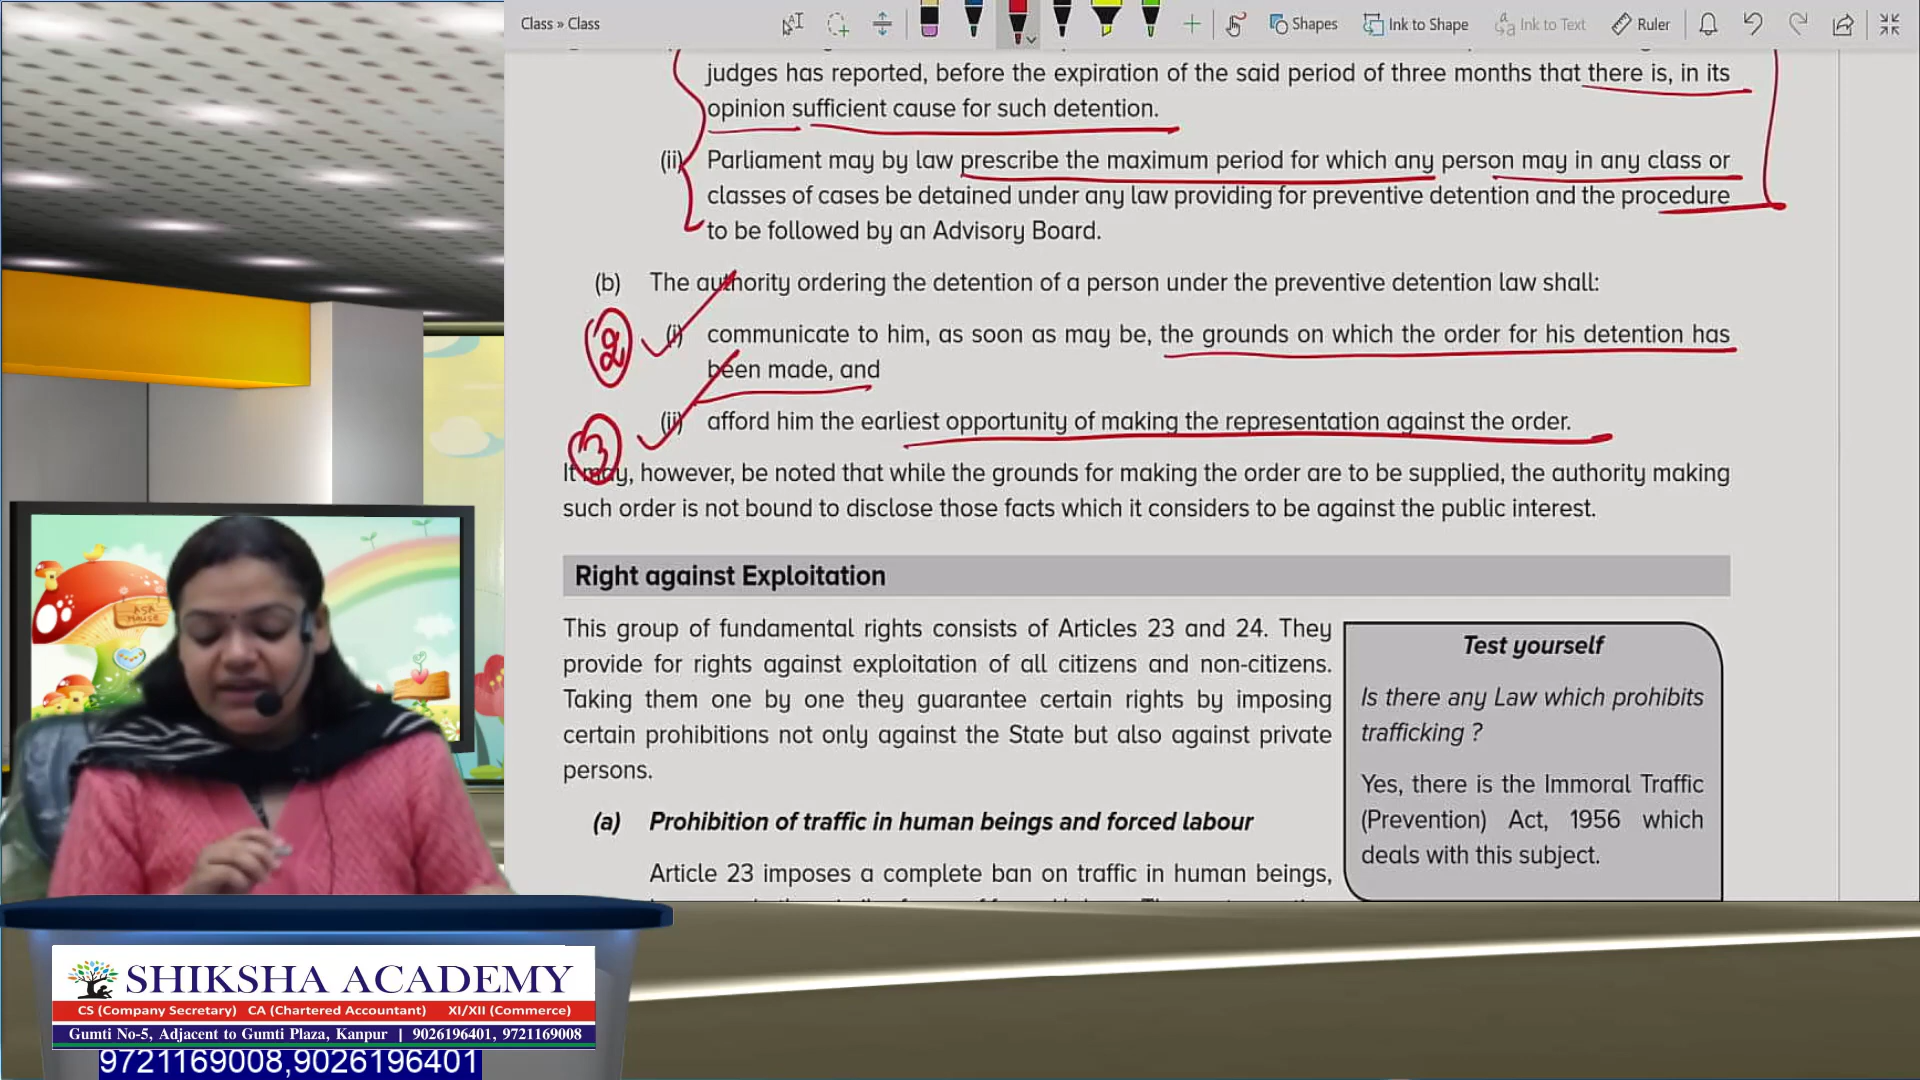 Class » Class
Shapes
Ink to Shape
Ink to Text
Ruler
judges has reported, before the expiration of the said period of three months that there is, in its
opinion sufficient cause for such detention.
(ii) Parliament may by law prescribe the maximum period for which any person may in any class or
classes of cases be detained under any law providing for preventive detention and the procedure
to be followed by an Advisory Board.
(b) The authority ordering the detention of a person under the preventive detention law shall:
2
(i) communicate to him, as soon as may be, the grounds on which the order for his detention has
been made, and
3
(ii) afford him the earliest opportunity of making the representation against the order.
It may, however, be noted that while the grounds for making the order are to be supplied, the authority making
such order is not bound to disclose those facts which it considers to be against the public interest.
Right against Exploitation
This group of fundamental rights consists of Articles 23 and 24. They
provide for rights against exploitation of all citizens and non-citizens.
Taking them one by one they guarantee certain rights by imposing
certain prohibitions not only against the State but also against private
persons.
(a) Prohibition of traffic in human beings and forced labour
Article 23 imposes a complete ban on traffic in human beings,
Test yourself
Is there any Law which prohibits
trafficking ?
Yes, there is the Immoral Traffic
(Prevention) Act, 1956 which
deals with this subject.
ASA
HOUSE
SHIKSHA ACADEMY
CS (Company Secretary) CA (Chartered Accountant) XI/XII (Commerce)
Gumti No-5, Adjacent to Gumti Plaza, Kanpur | 9026196401, 9721169008
9721169008,9026196401